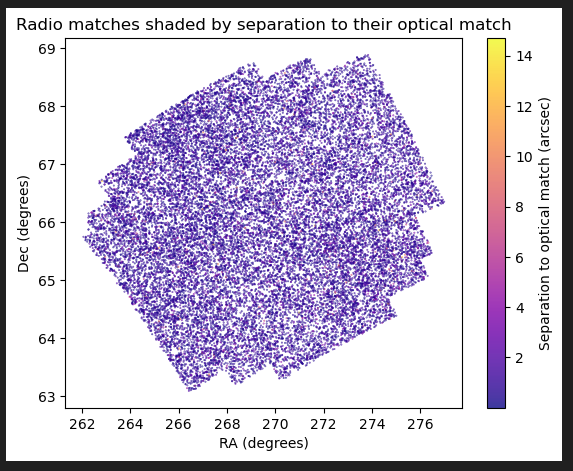 Radio matches shaded by separation to their optical match
69
68
67
66
65
64
63
Dec (degrees)
262 264 266 268 270 272 274 276
RA (degrees)
14
12
10
8
6
4
2
Separation to optical match (arcsec)